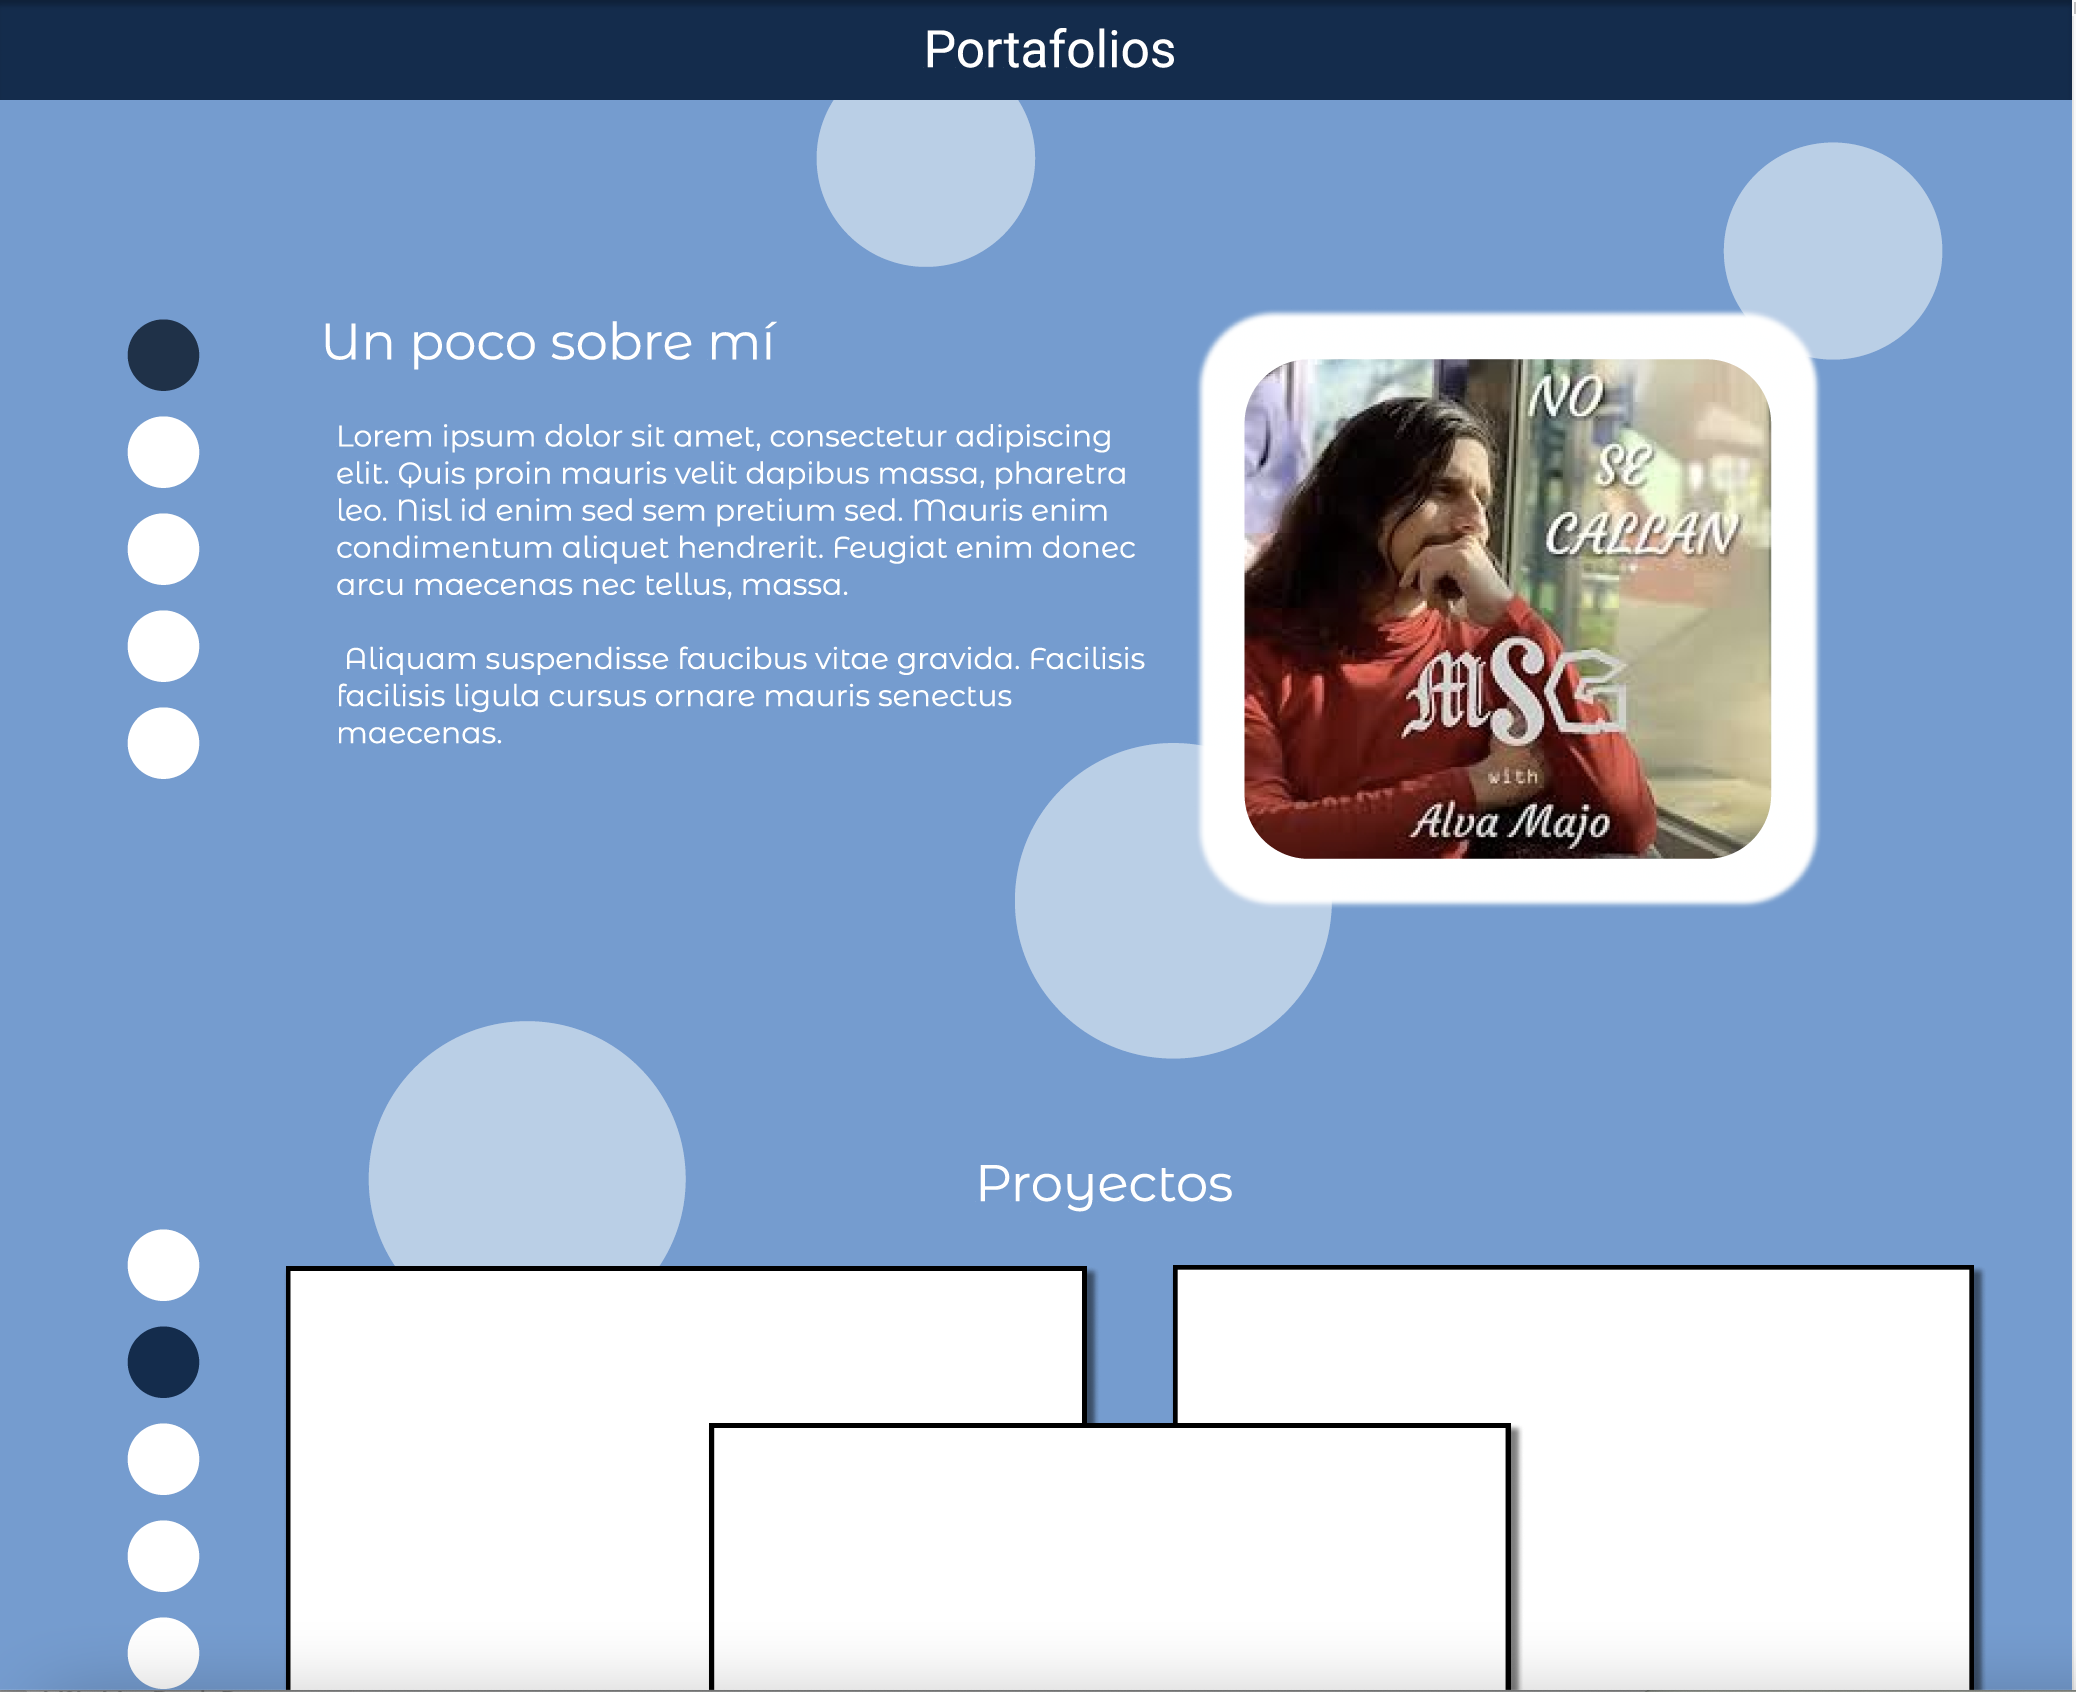 Portafolios
Un poco sobre mí
Lorem ipsum dolor sit amet, consectetur adipiscing
elit. Quis proin mauris velit dapibus massa, pharetra
leo. Nisl id enim sed sem pretium sed. Mauris enim
condimentum aliquet hendrerit. Feugiat enim donec
arcu maecenas nec tellus, massa.
Aliquam suspendisse faucibus vitae gravida. Facilisis
facilisis ligula cursus ornare mauris senectus
maecenas.
NO
SE
CALLAN
MSG
with
Alva Majo
Proyectos